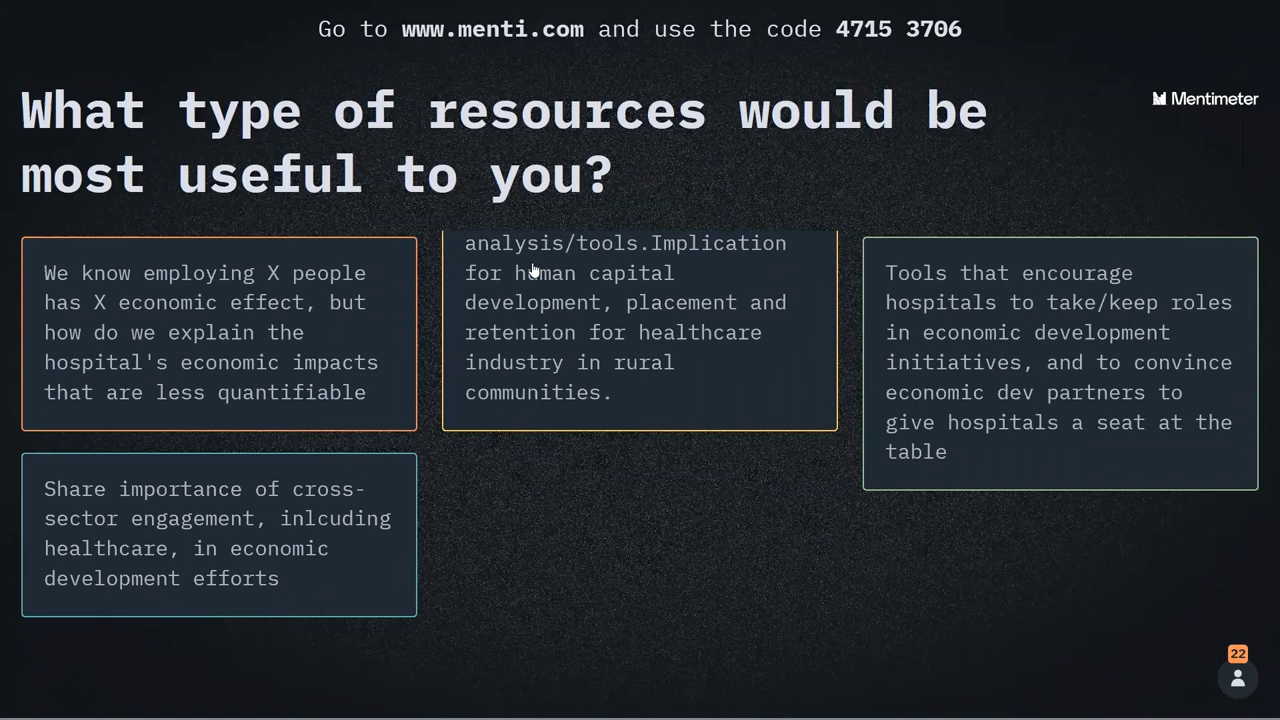 Go to www.menti.com and use the code 4715 3706
What type of resources would be
most useful to you?
Mentimeter
We know employing X people
has X economic effect, but
how do we explain the
hospital's economic impacts
that are less quantifiable
analysis/tools.Implication
for human capital
development, placement and
retention for healthcare
industry in rural
communities.
Tools that encourage
hospitals to take/keep roles
in economic development
initiatives, and to convince
economic dev partners to
give hospitals a seat at the
table
Share importance of cross-
sector engagement, inlcuding
healthcare, in economic
development efforts
22